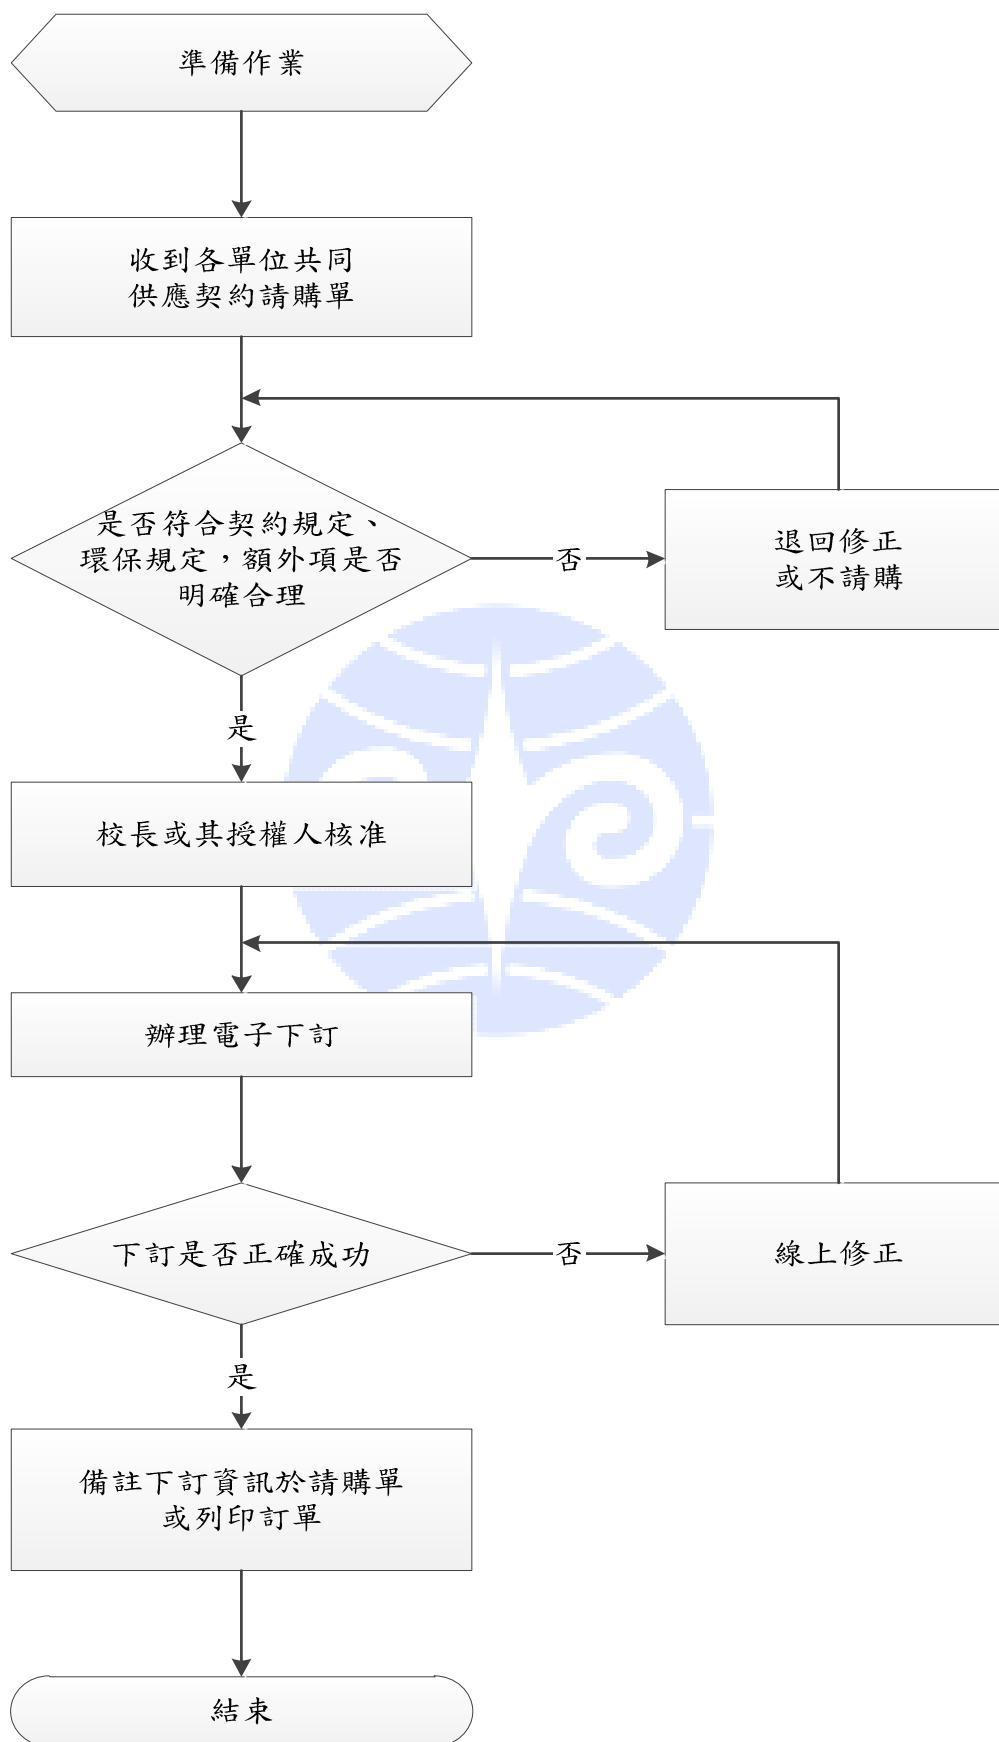 準備作業
收到各單位共同
供應契約請購單
是否符合契約規定、
環保規定，額外項是否
明確合理
否
退回修正
或不請購
是
校長或其授權人核准
辦理電子下訂
下訂是否正確成功
否
線上修正
是
備註下訂資訊於請購單
或列印訂單
結束